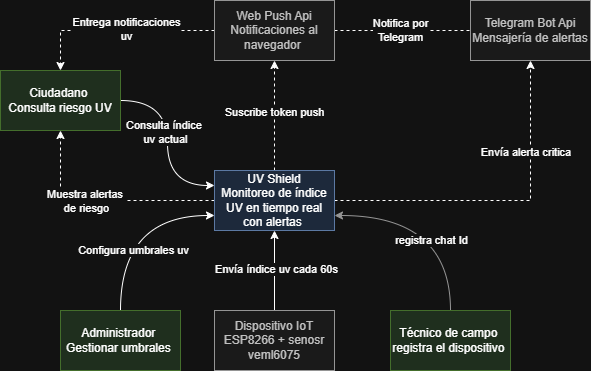 Entrega notificaciones
uv
Web Push Api
Notificaciones al
navegador
Notifica por
Telegram
Telegram Bot Api
Mensajería de alertas
Ciudadano
Consulta riesgo UV
Consulta índice
uv actual
Suscribe token push
Envía alerta critica
Muestra alertas
de riesgo
UV Shield
Monitoreo de índice
UV en tiempo real
con alertas
Configura umbrales uv
registra chat Id
Envía índice uv cada 60s
Administrador
Gestionar umbrales
Dispositivo IoT
ESP8266 + senosr
veml6075
Técnico de campo
registra el dispositivo